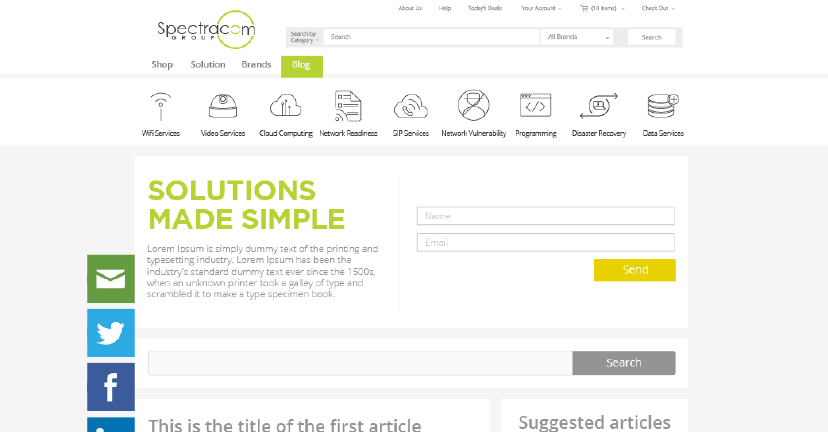 About Us Help Today's Deals Your Account (10 Items) Check Out
Spectracom
GROUP
Search by
Category
Search All Brands Search
Shop Solution Brands Blog
Wifi Services Video Services Cloud Computing Network Readiness SIP Services Network Vulnerability Programming Disaster Recovery Data Services
SOLUTIONS
MADE SIMPLE
Lorem Ipsum is simply dummy text of the printing and
typesetting industry. Lorem Ipsum has been the
industry's standard dummy text ever since the 1500s,
when an unknown printer took a galley of type and
scrambled it to make a type specimen book.
Name
Email
Send
Search
This is the title of the first article
Suggested articles